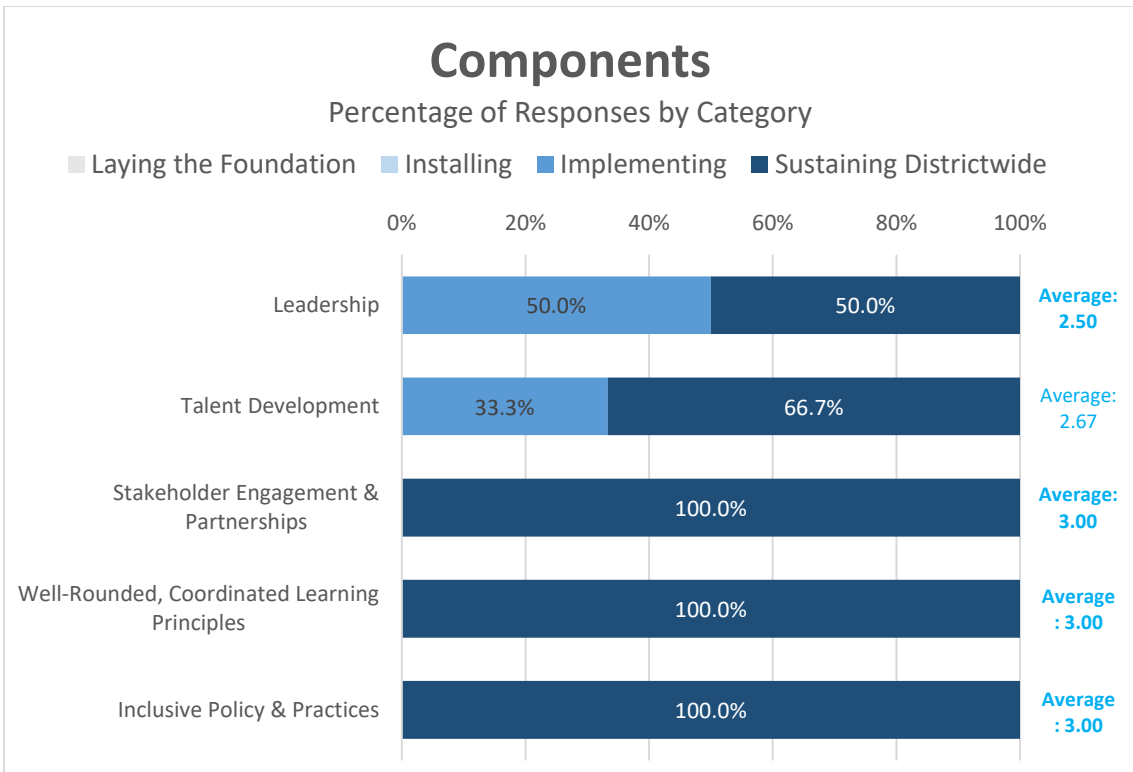 Components
Percentage of Responses by Category
Laying the Foundation Installing Implementing Sustaining Districtwide
0% 20% 40% 60% 80% 100%
Leadership 50.0% 50.0% Average:
2.50
Talent Development 33.3% 66.7% Average:
2.67
Stakeholder Engagement &
Partnerships 100.0% Average:
3.00
Well-Rounded, Coordinated Learning
Principles 100.0% Average
: 3.00
Inclusive Policy & Practices 100.0% Average
: 3.00